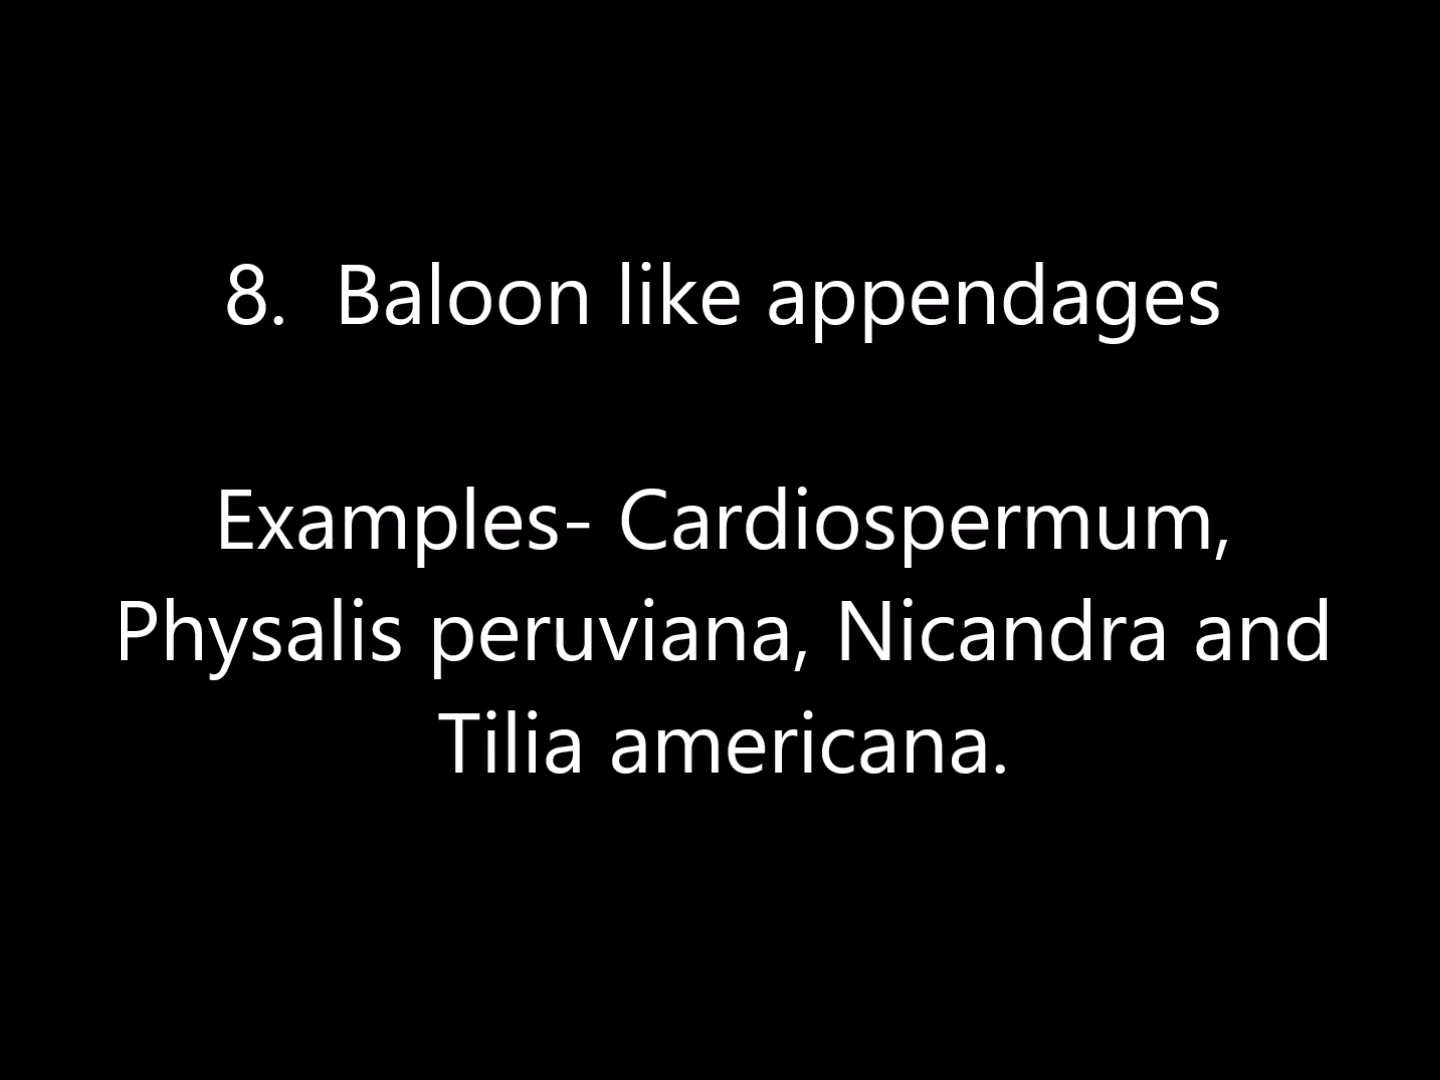 8.  Baloon like appendages
Examples- Cardiospermum,
Physalis peruviana, Nicandra and
Tilia americana.